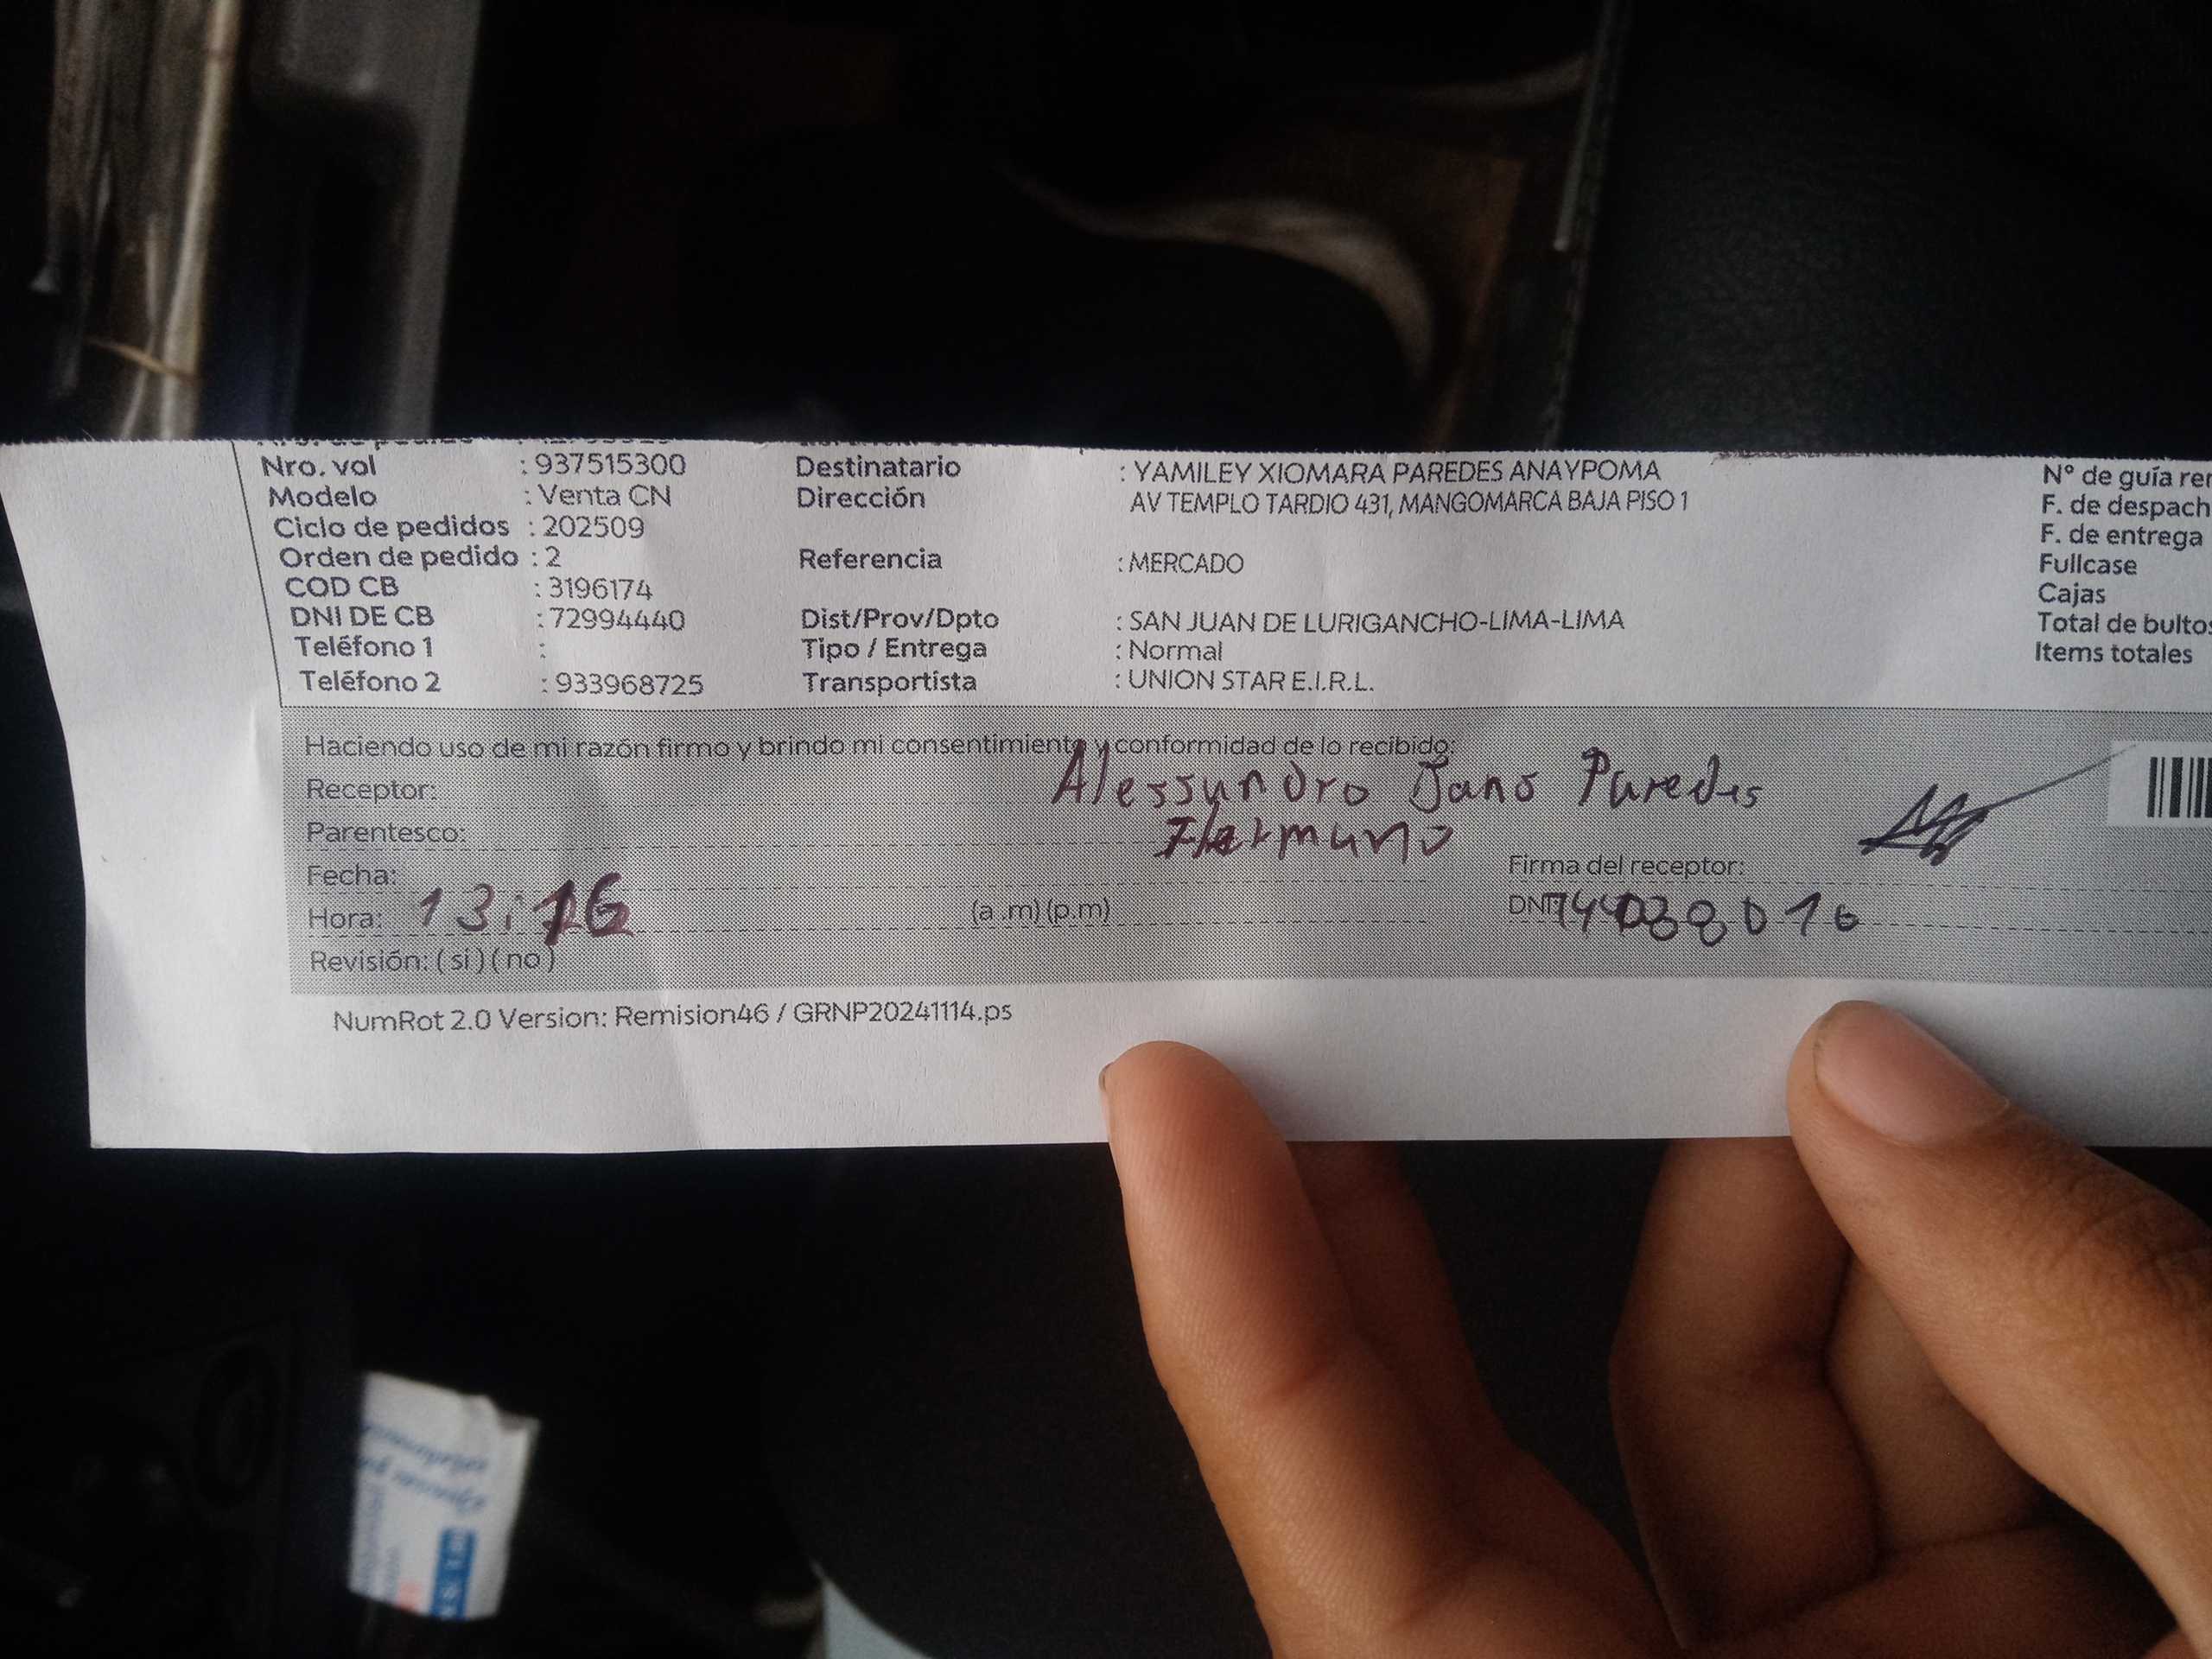 Nro. vol : 937515300
Modelo : Venta CN
Ciclo de pedidos : 202509
Orden de pedido : 2
COD CB : 3196174
DNI DE CB : 72994440
Teléfono 1 :
Teléfono 2 : 933968725
Destinatario : YAMILEY XIOMARA PAREDES ANAYPOMA
Dirección AV TEMPLO TARDIO 431, MANGOMARCA BAJA PISO 1
Referencia : MERCADO
Dist/Prov/Dpto : SAN JUAN DE LURIGANCHO-LIMA-LIMA
Tipo / Entrega : Normal
Transportista : UNION STAR E.I.R.L.
N° de guía
F. de
F. de entrega
Fullcase
Cajas
Total de
Items totales
Haciendo uso de mi razón firmo y brindo mi consentimiento y conformidad de lo recibido:
Receptor: Alessandro Paredes
Parentesco: Hermano
Fecha:
Hora: 13:16 (a .m) (p.m)
Revisión: ( si ) ( no )
Firma del receptor:
DNI
NumRot 2.0 Version: Remision46 / GRNP20241114.ps